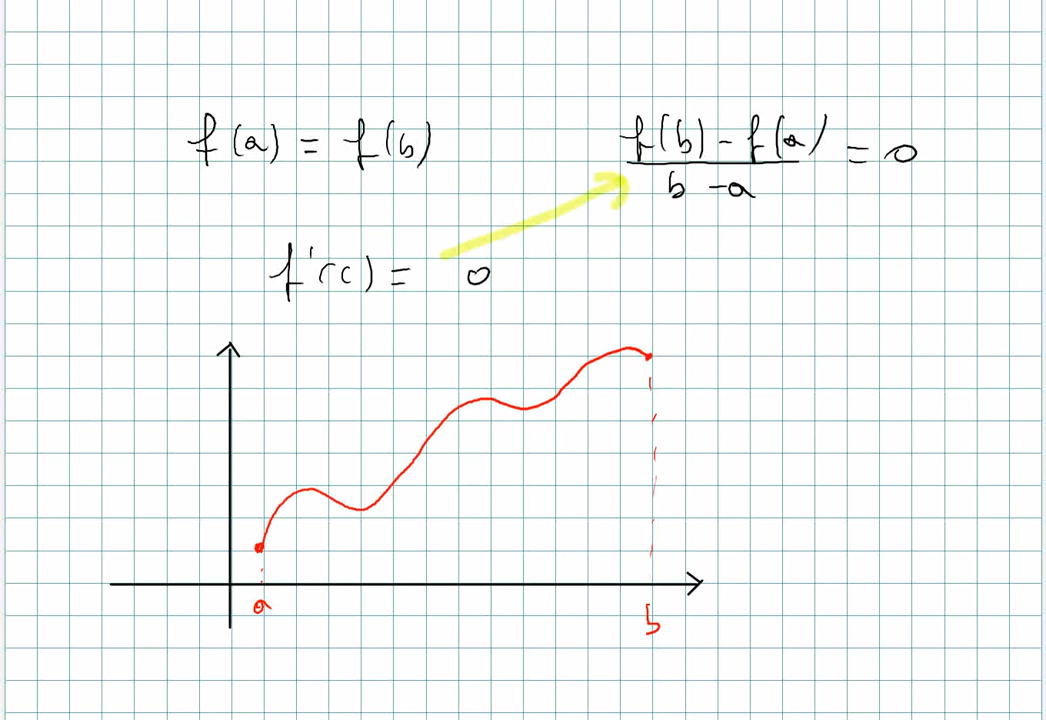 f(a) = f(b)
f(b) - f(a) / b - a = 0
f'(c) = 0
a
b